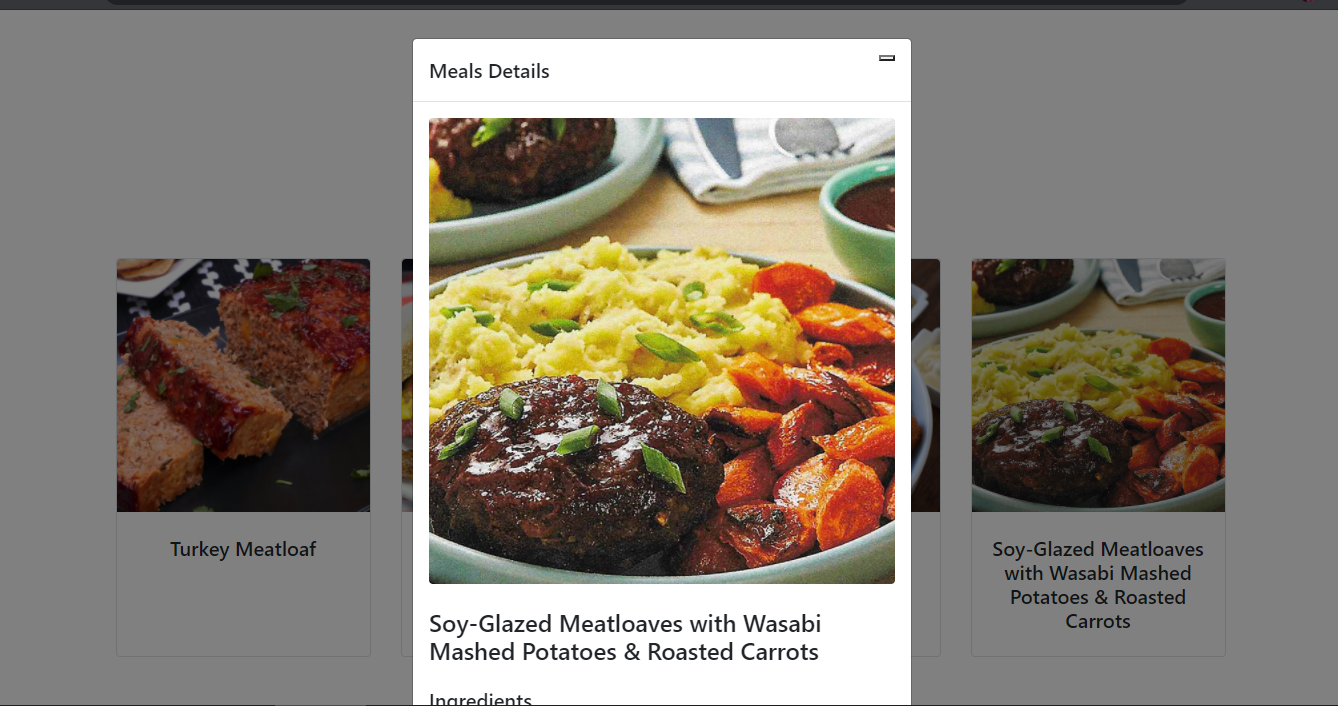 Meals Details
Soy-Glazed Meatloaves with Wasabi
Mashed Potatoes & Roasted Carrots
Ingredients
Turkey Meatloaf
Soy-Glazed Meatloaves
with Wasabi Mashed
Potatoes & Roasted
Carrots